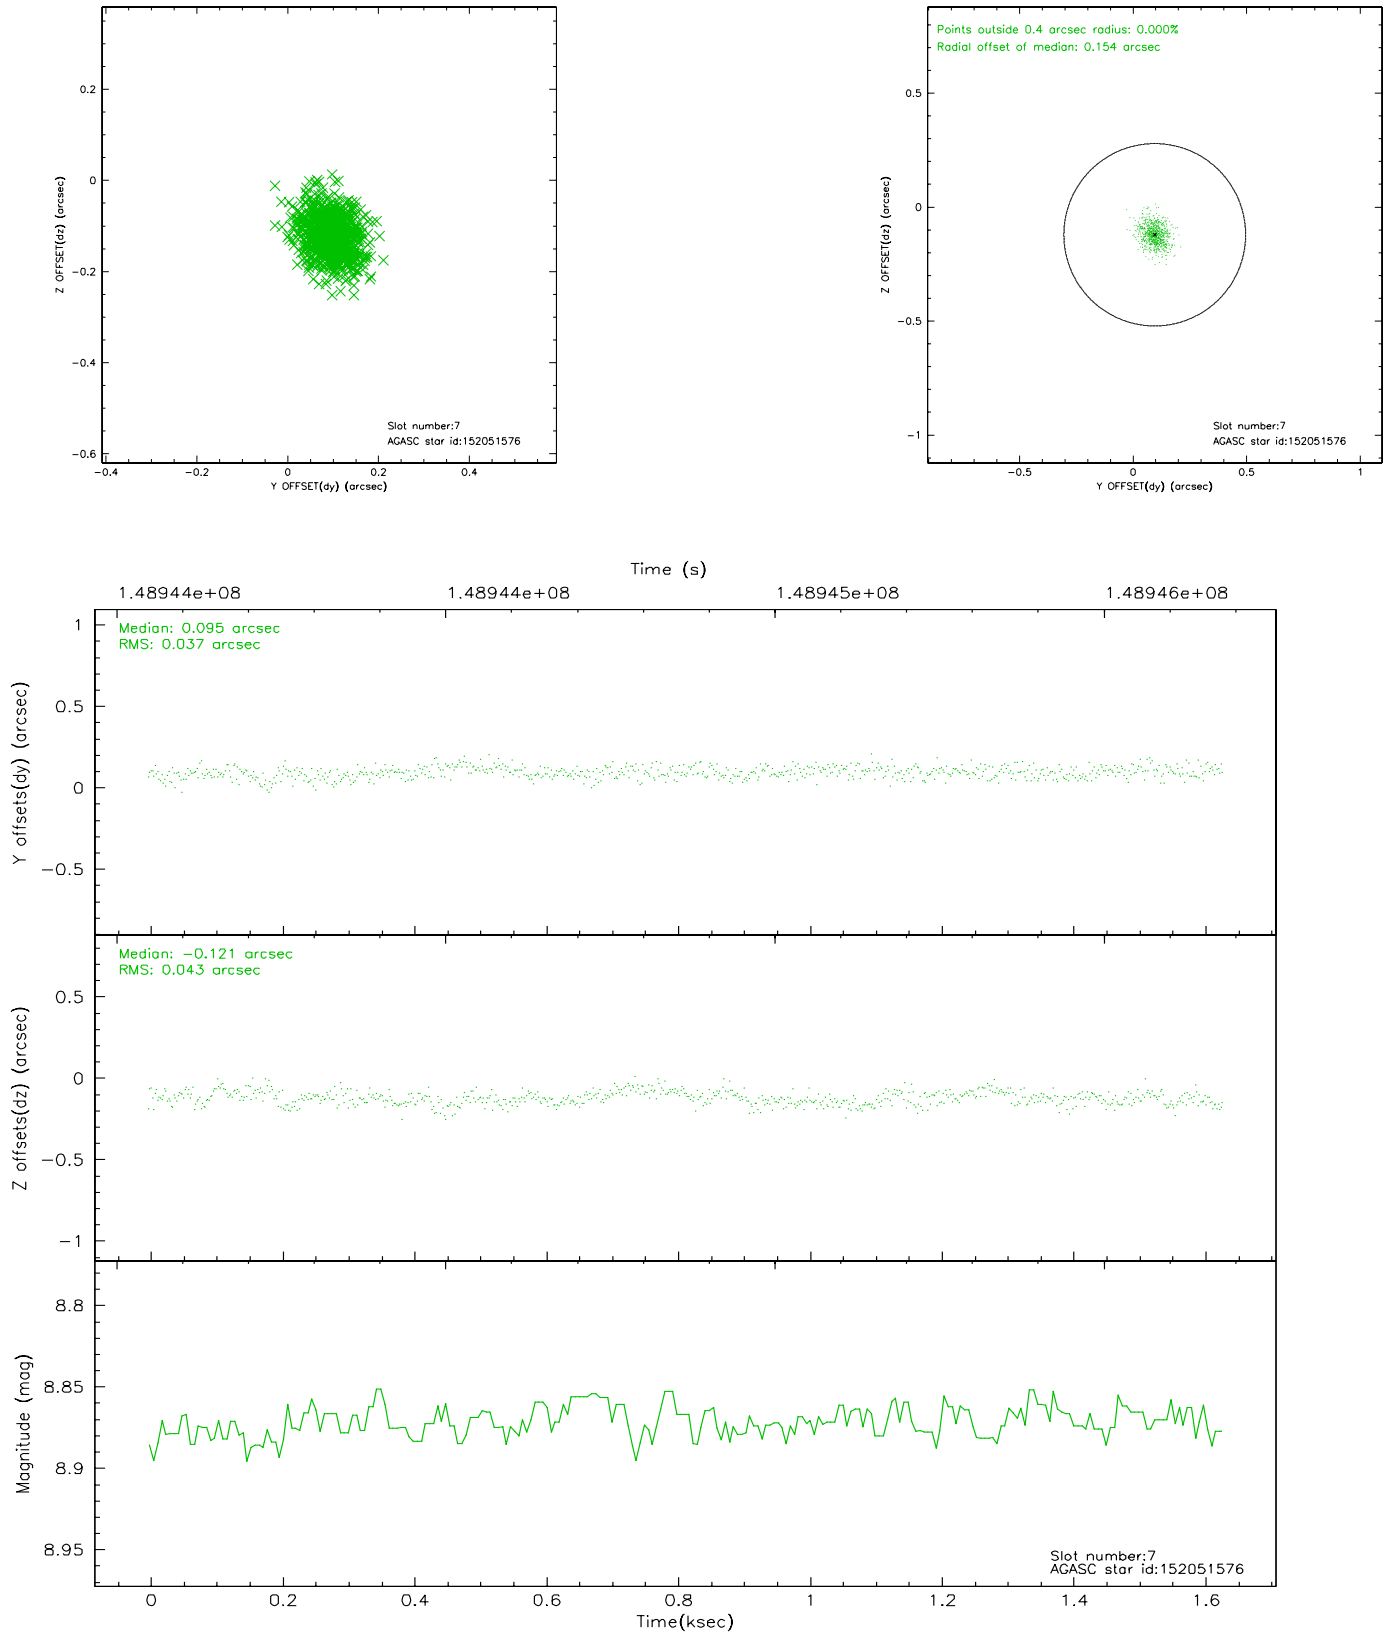 0.2
0
−0.2
−0.4
−0.6
Z OFFSET(dz) (arcsec)
Slot number:7
AGASC star id:152051576
−0.4
−0.2
0
0.2
0.4
Y OFFSET(dy) (arcsec)
Points outside 0.4 arcsec radius: 0.000%
Radial offset of median: 0.154 arcsec
0.5
0
−0.5
−1
Z OFFSET(dz) (arcsec)
Slot number:7
AGASC star id:152051576
−0.5
0
0.5
1
Y OFFSET(dy) (arcsec)
Time (s)
1.48944e+08
1.48944e+08
1.48945e+08
1.48946e+08
Median: 0.095 arcsec
RMS: 0.037 arcsec
1
0.5
0
−0.5
Y offsets(dy) (arcsec)
Median: −0.121 arcsec
RMS: 0.043 arcsec
0.5
0
−0.5
−1
Z offsets(dz) (arcsec)
8.8
8.85
8.9
8.95
Magnitude (mag)
Slot number:7
AGASC star id:152051576
0
0.2
0.4
0.6
0.8
1
1.2
1.4
1.6
Time(ksec)